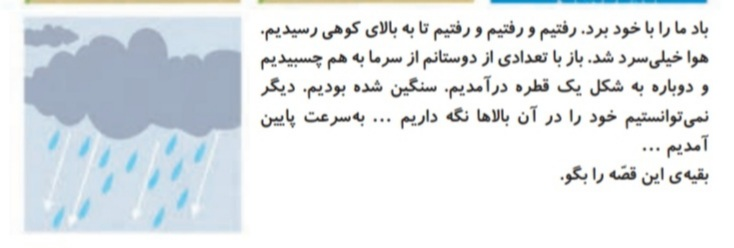 باد ما را با خود برد. رفتیم و رفتیم و رفتیم تا به بالای کوهی رسیدیم.
هوا خیلی‌سرد شد. باز با تعدادی از دوستانم از سرما به هم چسبیدیم
و دوباره به شکل یک قطره درآمدیم. سنگین شده بودیم. دیگر
نمی‌توانستیم خود را در آن بالاها نگه داریم ... به‌سرعت پایین
آمدیم ...
بقیه‌ی این قصّه را بگو.